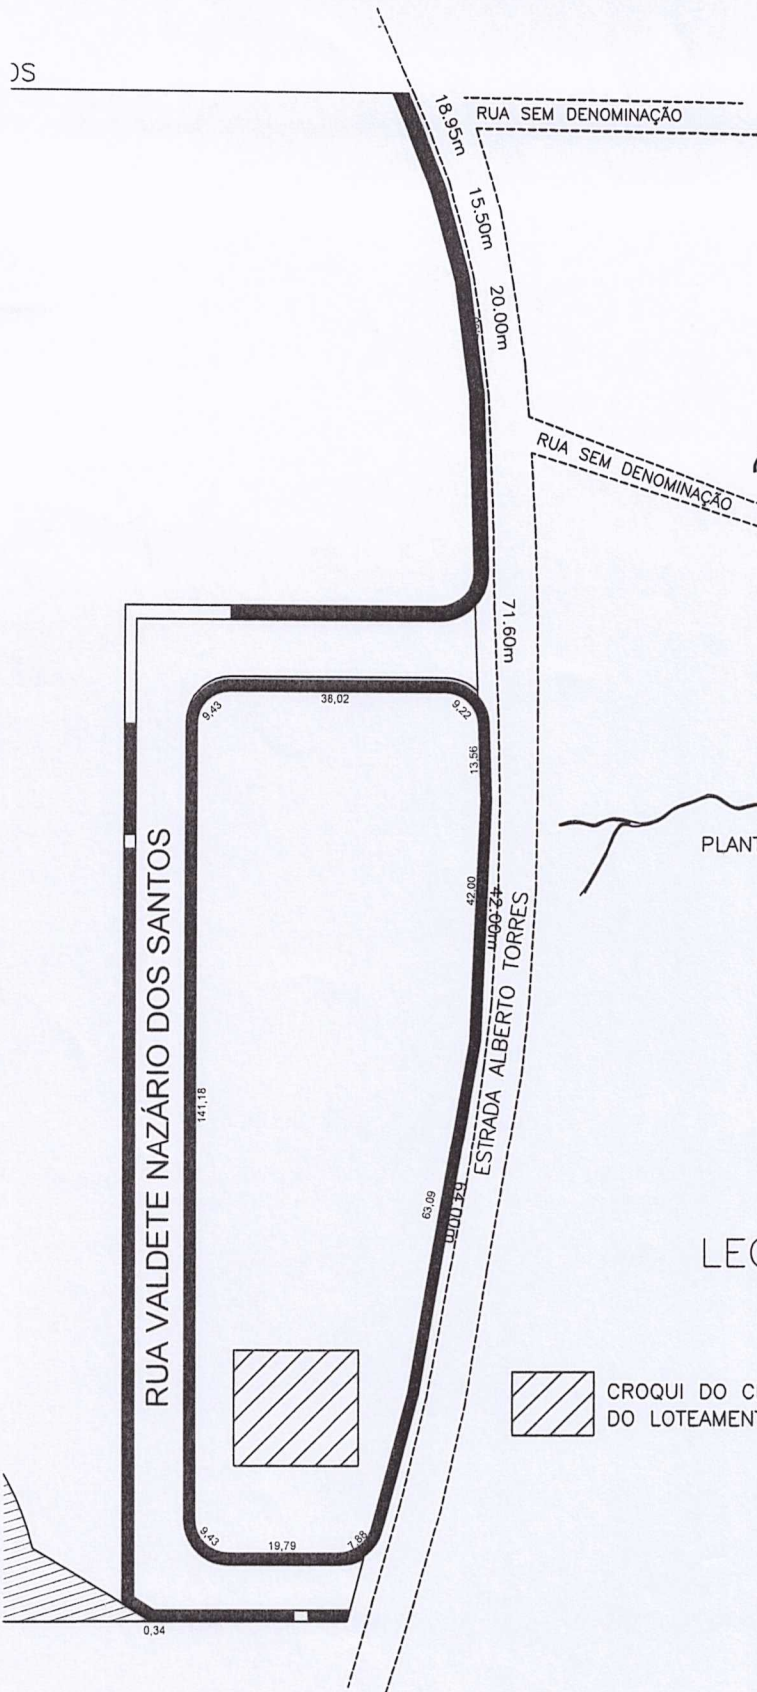 OS
18.95m
RUA SEM DENOMINAÇÃO
15.50m
20.00m
RUA SEM DENOMINAÇÃO
71.60m
9,43
38,02
9,22
13,56
PLANT
42,00
42.00m
ESTRADA ALBERTO TORRES
RUA VALDETE NAZÁRIO DOS SANTOS
141,18
63,09
64.00m
LEG
CROQUI DO C
DO LOTEAMENT
9,43
19,79
7,88
0,34